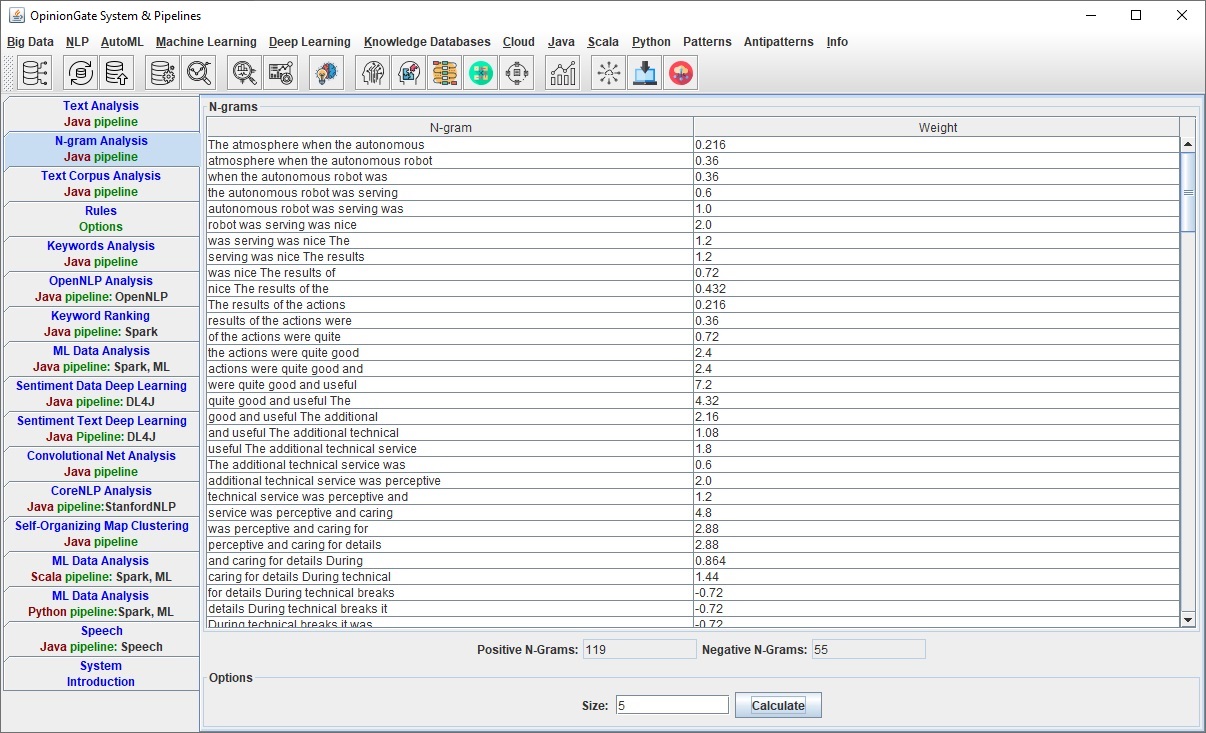 OpinionGate System & Pipelines
Big Data NLP AutoML Machine Learning Deep Learning Knowledge Databases Cloud Java Scala Python Patterns Antipatterns Info
Text Analysis
Java pipeline
N-gram Analysis
Java pipeline
Text Corpus Analysis
Java pipeline
Rules
Options
Keywords Analysis
Java pipeline
OpenNLP Analysis
Java pipeline: OpenNLP
Keyword Ranking
Java pipeline: Spark
ML Data Analysis
Java pipeline: Spark, ML
Sentiment Data Deep Learning
Java pipeline: DL4J
Sentiment Text Deep Learning
Java Pipeline: DL4J
Convolutional Net Analysis
Java pipeline
CoreNLP Analysis
Java pipeline:StanfordNLP
Self-Organizing Map Clustering
Java pipeline
ML Data Analysis
Scala pipeline: Spark, ML
ML Data Analysis
Python pipeline:Spark, ML
Speech
Java pipeline: Speech
System
Introduction
N-grams
N-gram Weight
The atmosphere when the autonomous 0.216
atmosphere when the autonomous robot 0.36
when the autonomous robot was 0.36
the autonomous robot was serving 0.6
autonomous robot was serving was 1.0
robot was serving was nice 2.0
was serving was nice The 1.2
serving was nice The results 1.2
was nice The results of 0.72
nice The results of the 0.432
The results of the actions 0.216
results of the actions were 0.36
of the actions were quite 0.72
the actions were quite good 2.4
actions were quite good and 2.4
were quite good and useful 7.2
quite good and useful The 4.32
good and useful The additional 2.16
and useful The additional technical 1.08
useful The additional technical service 1.8
The additional technical service was 0.6
additional technical service was perceptive 2.0
technical service was perceptive and 1.2
service was perceptive and caring 4.8
was perceptive and caring for 2.88
perceptive and caring for details 2.88
and caring for details During 0.864
caring for details During technical 1.44
for details During technical breaks -0.72
details During technical breaks it -0.72
During technical breaks it was -0.72
Positive N-Grams: 119 Negative N-Grams: 55
Options
Size: 5 Calculate